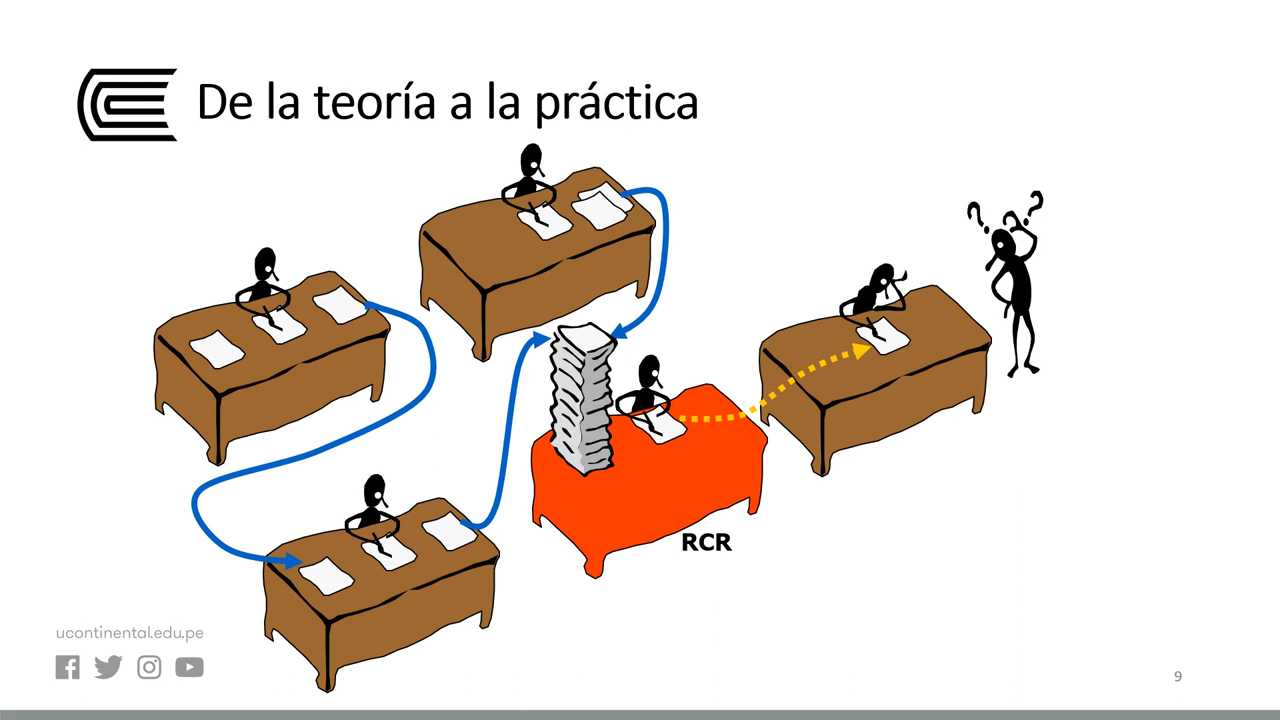 De la teoría a la práctica
? ? ?
RCR
ucontinental.edu.pe
9